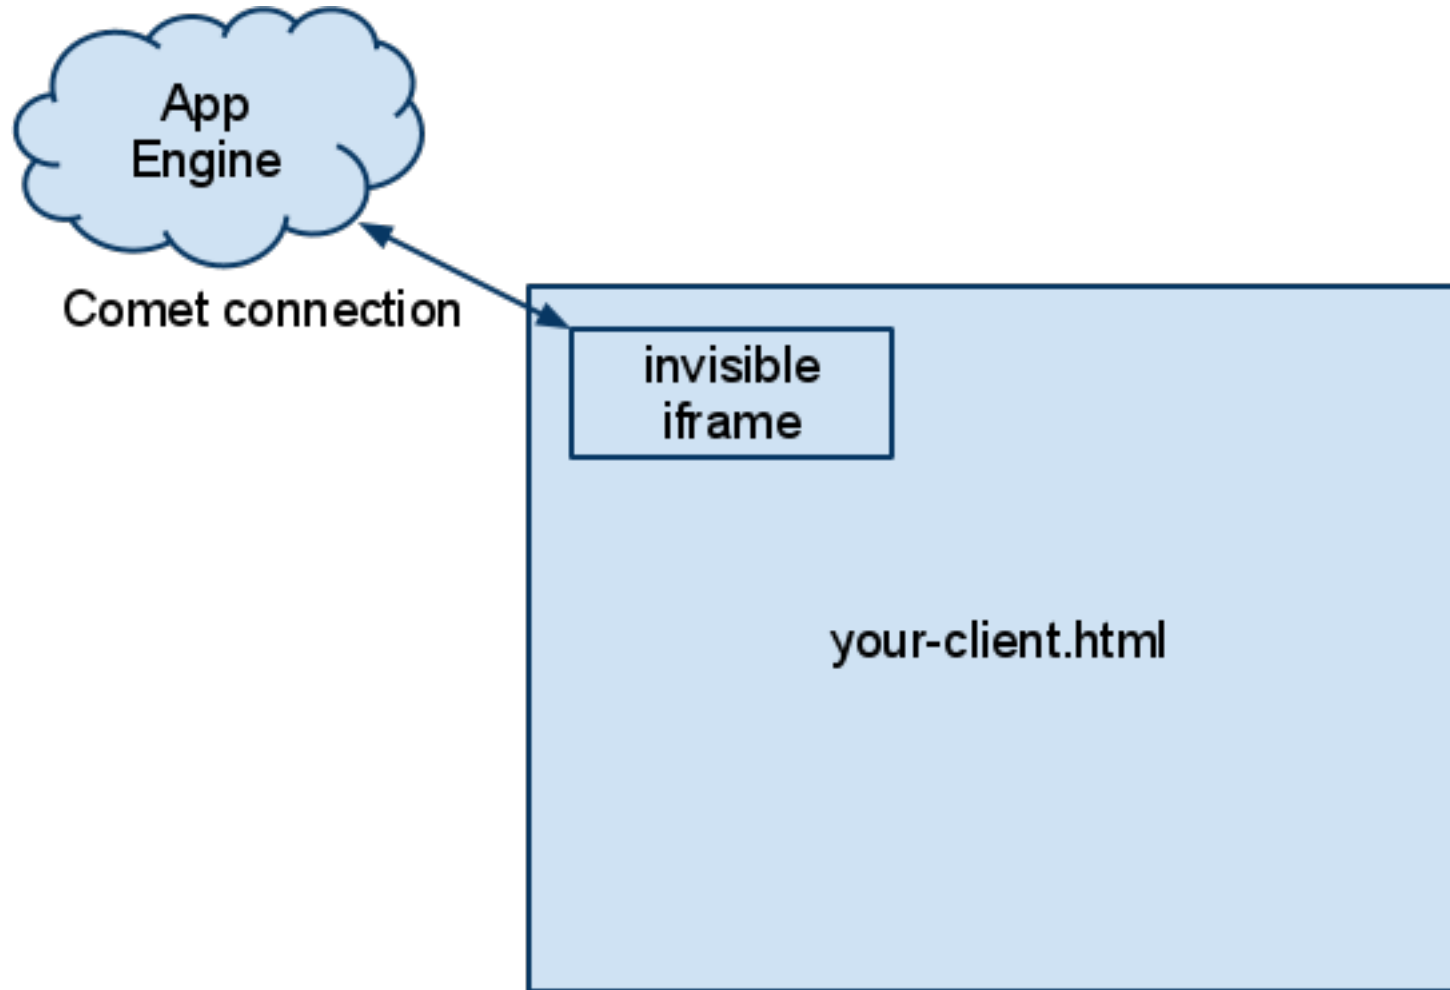 App
Engine
Comet connection
invisible
iframe
your-client.html